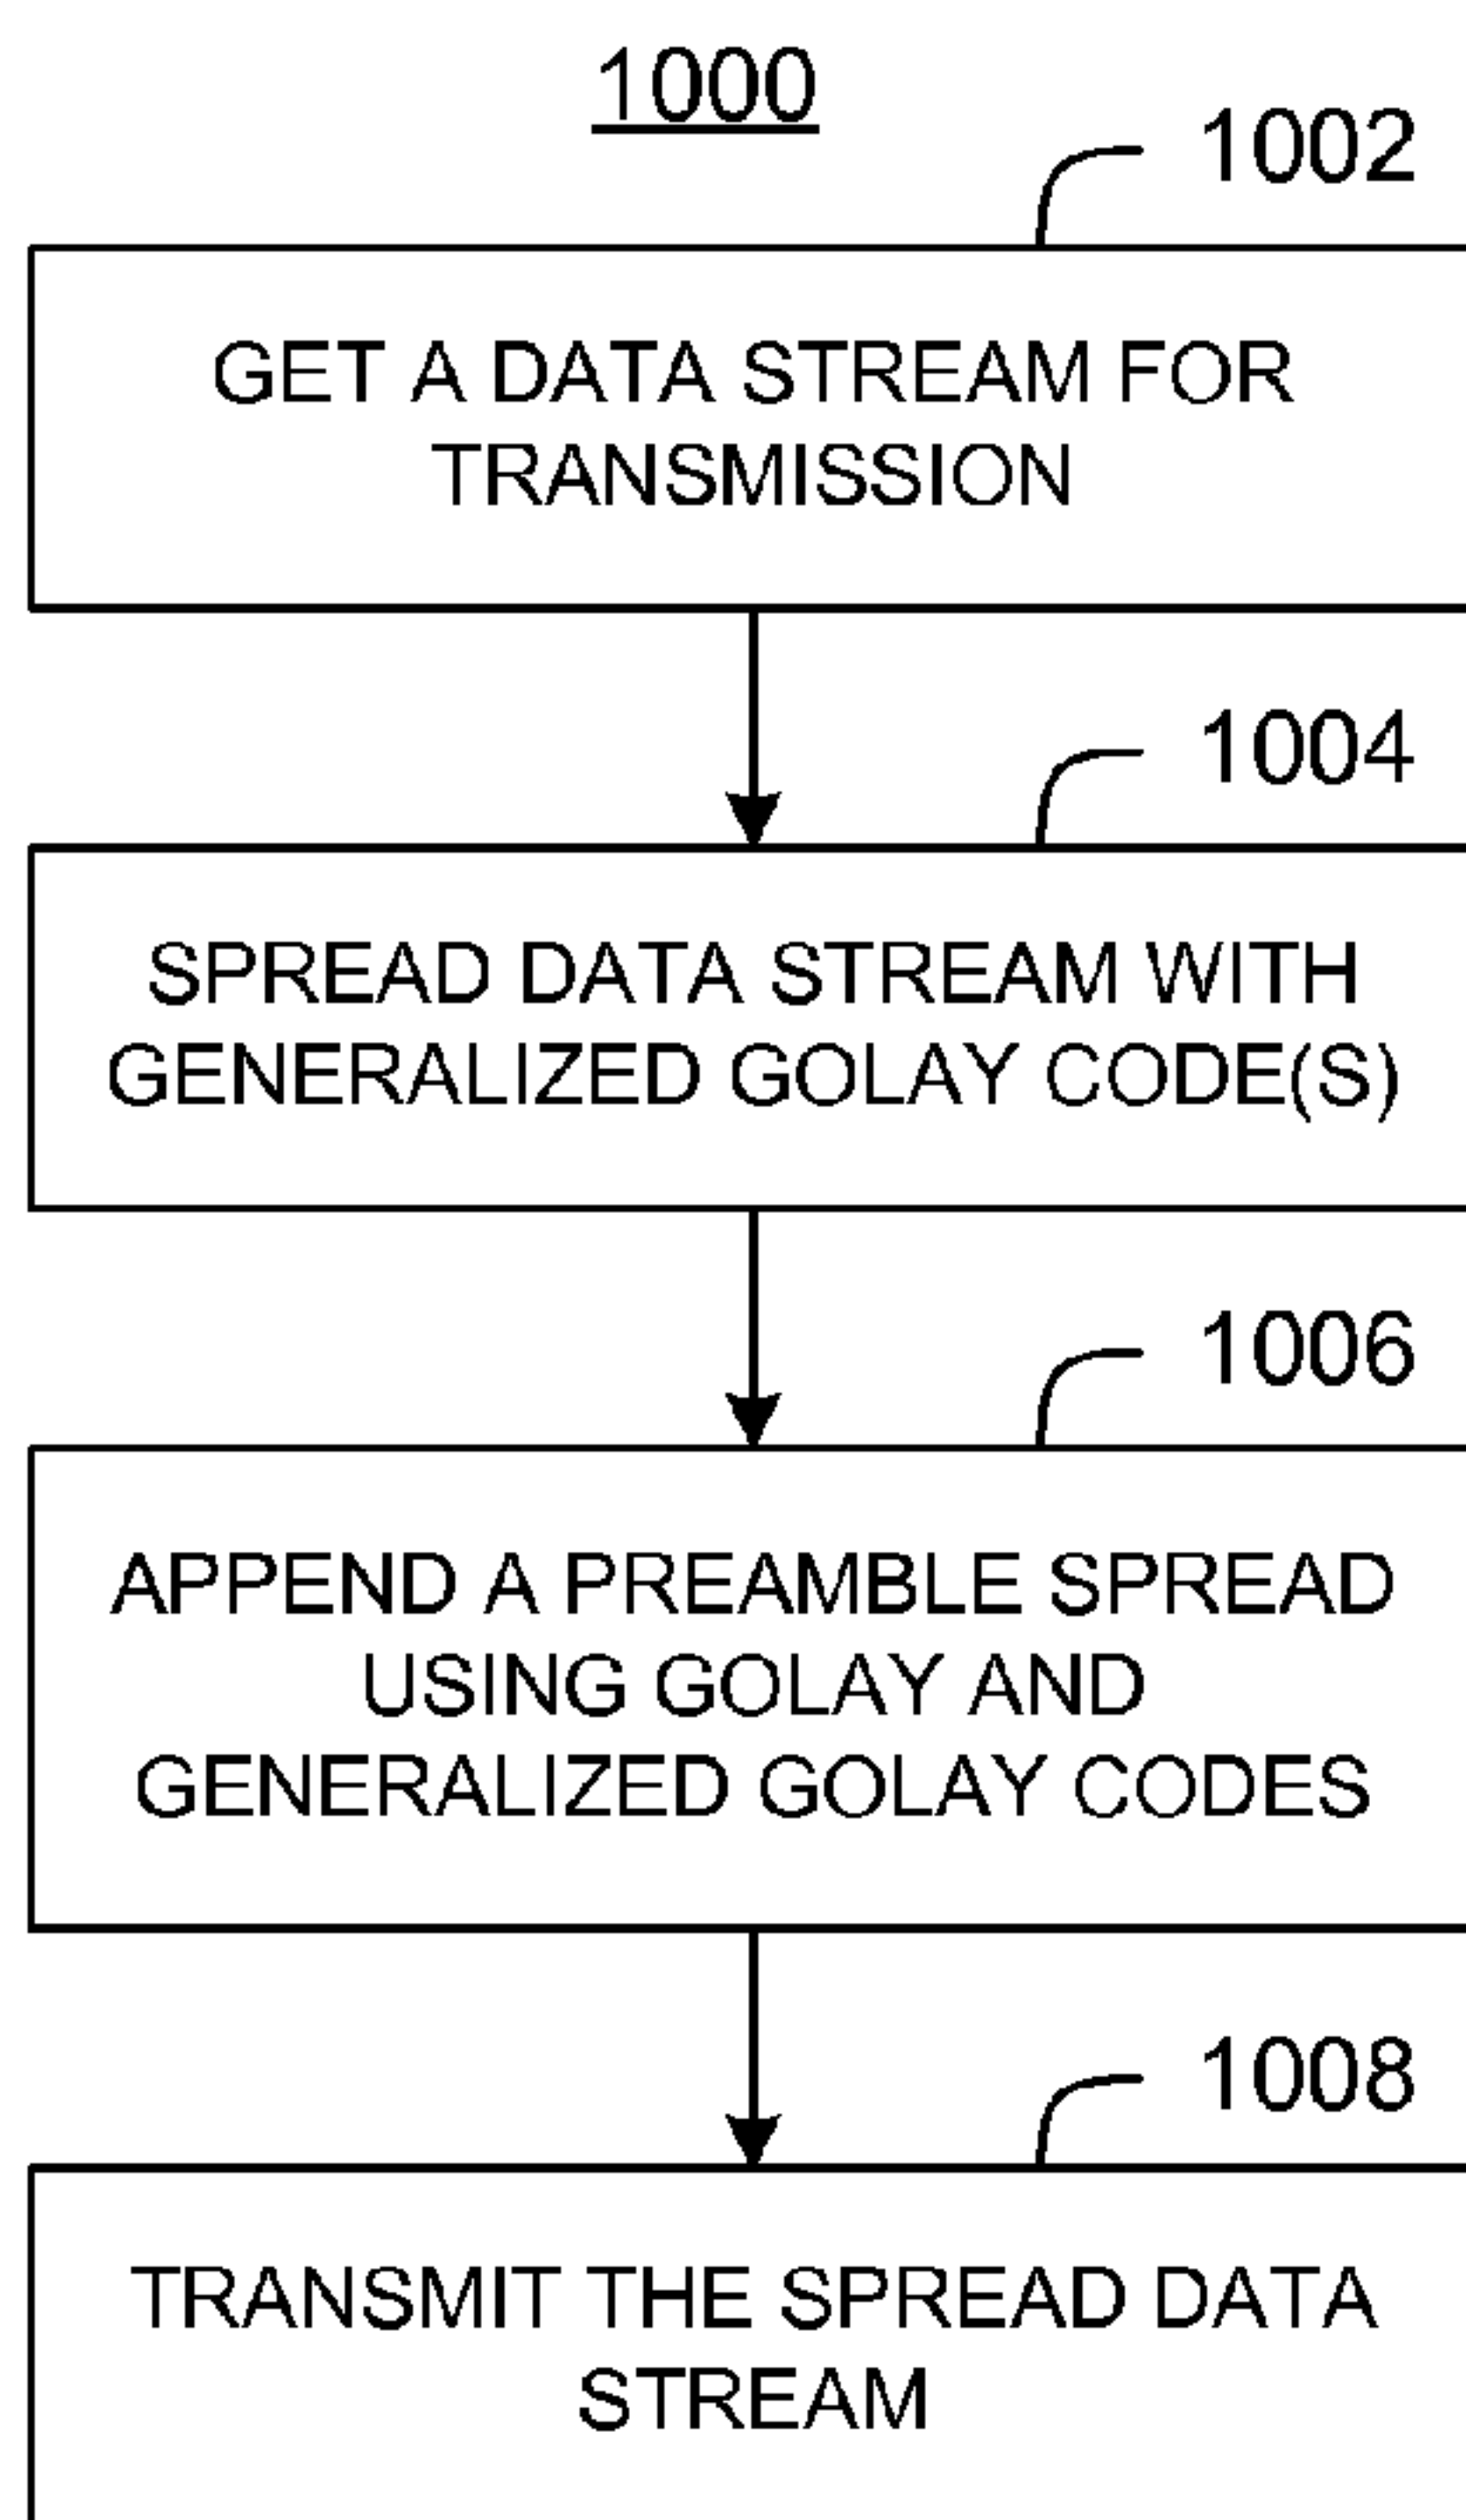 1000
1002
GET A DATA STREAM FOR
TRANSMISSION
1004
SPREAD DATA STREAM WITH
GENERALIZED GOLAY CODE(S)
1006
APPEND A PREAMBLE SPREAD
USING GOLAY AND
GENERALIZED GOLAY CODES
1008
TRANSMIT THE SPREAD DATA
STREAM